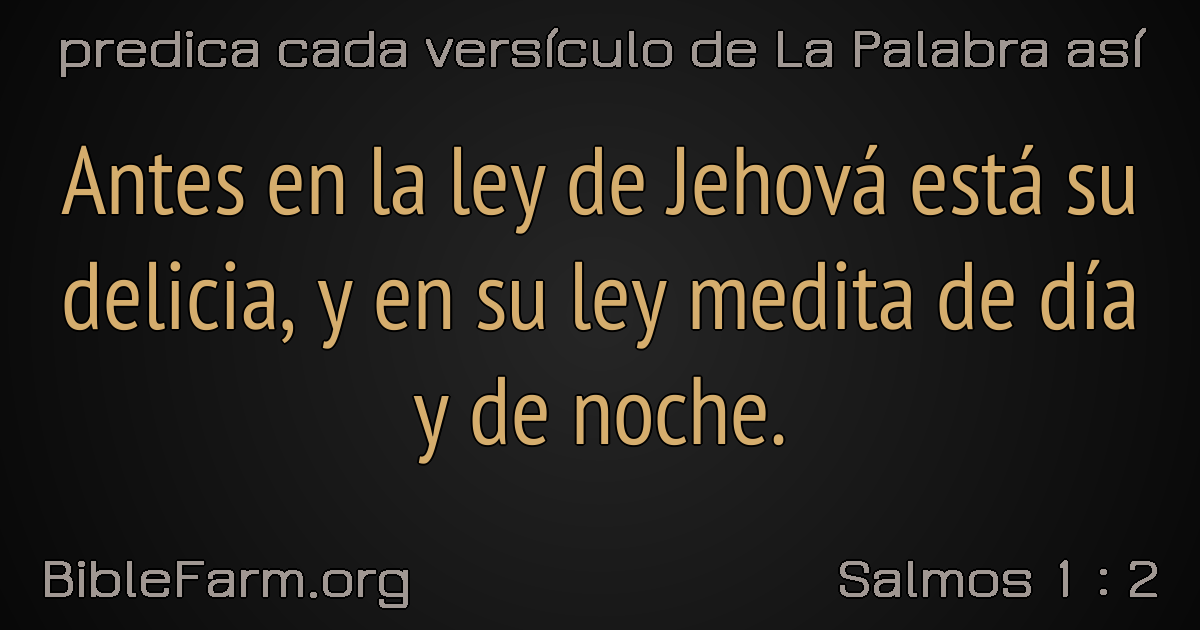 predica cada versículo de La Palabra así
Antes en la ley de Jehová está su
delicia, y en su ley medita de día
y de noche.
BibleFarm.org
Salmos 1 : 2